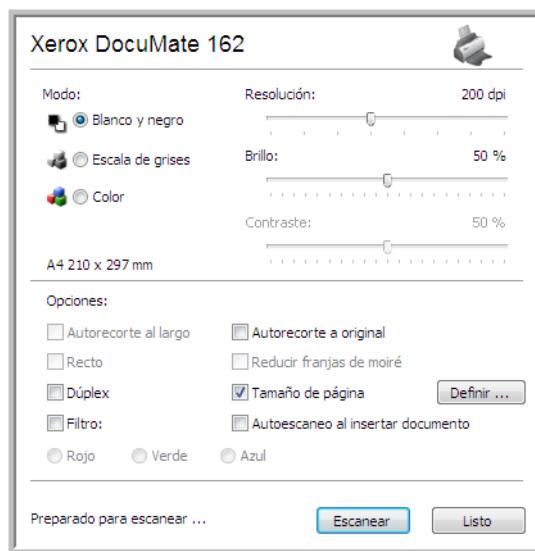 Xerox DocuMate 162
Modo:
Resolución: 200 dpi
Blanco y negro
Escala de grises
Brillo: 50 %
Color
Contraste: 50 %
A4 210 x 297 mm
Opciones:
Autorecorte al largo Autorecorte a original
Recto Reducir franjas de moiré
Dúplex Tamaño de página Definir ...
Filtro: Autoescaneo al insertar documento
Rojo Verde Azul
Preparado para escanear ... Escanear Listo